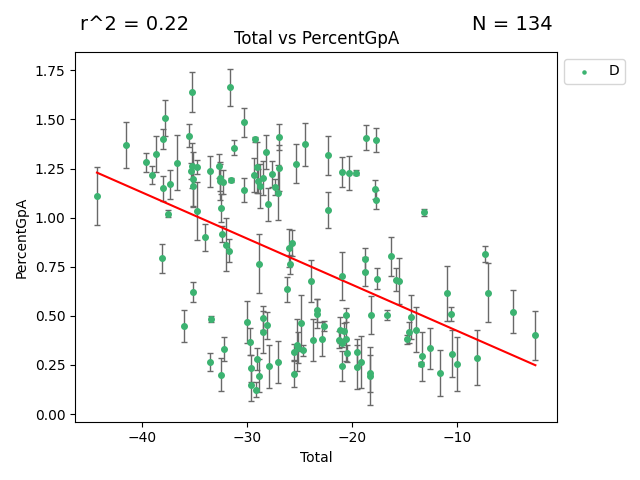 r^2 = 0.22
N = 134
Total vs PercentGpA
D
PercentGpA
1.75
1.50
1.25
1.00
0.75
0.50
0.25
0.00
−40
−30
−20
−10
Total